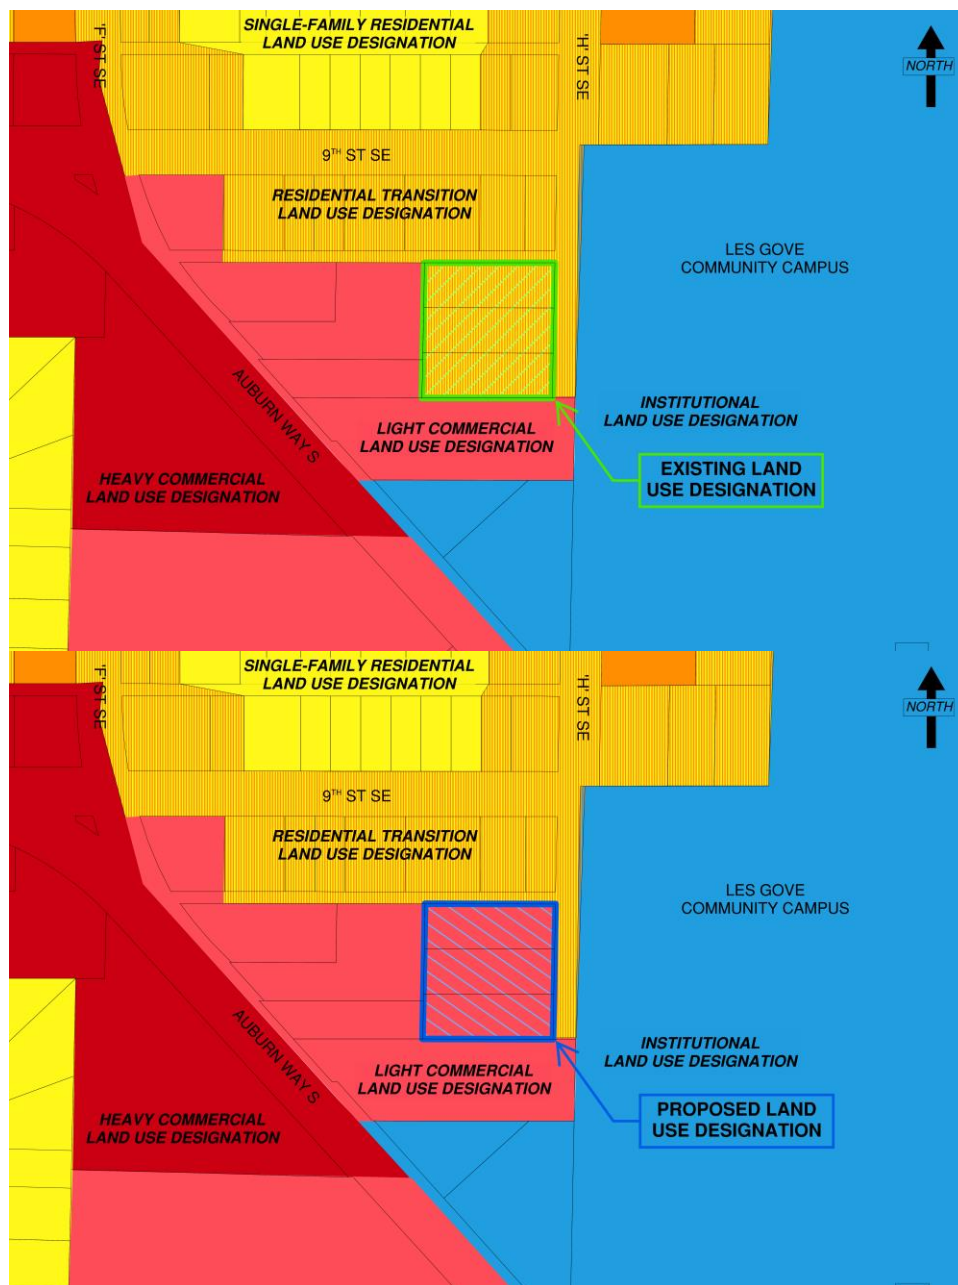 SINGLE-FAMILY RESIDENTIAL
LAND USE DESIGNATION
'F' ST SE
'H' ST SE
NORTH
9TH ST SE
RESIDENTIAL TRANSITION
LAND USE DESIGNATION
LES GOVE
COMMUNITY CAMPUS
AUBURN WAY S
INSTITUTIONAL
LAND USE DESIGNATION
LIGHT COMMERCIAL
LAND USE DESIGNATION
HEAVY COMMERCIAL
LAND USE DESIGNATION
EXISTING LAND
USE DESIGNATION
SINGLE-FAMILY RESIDENTIAL
LAND USE DESIGNATION
'F' ST SE
'H' ST SE
NORTH
9TH ST SE
RESIDENTIAL TRANSITION
LAND USE DESIGNATION
LES GOVE
COMMUNITY CAMPUS
AUBURN WAY S
INSTITUTIONAL
LAND USE DESIGNATION
LIGHT COMMERCIAL
LAND USE DESIGNATION
HEAVY COMMERCIAL
LAND USE DESIGNATION
PROPOSED LAND
USE DESIGNATION